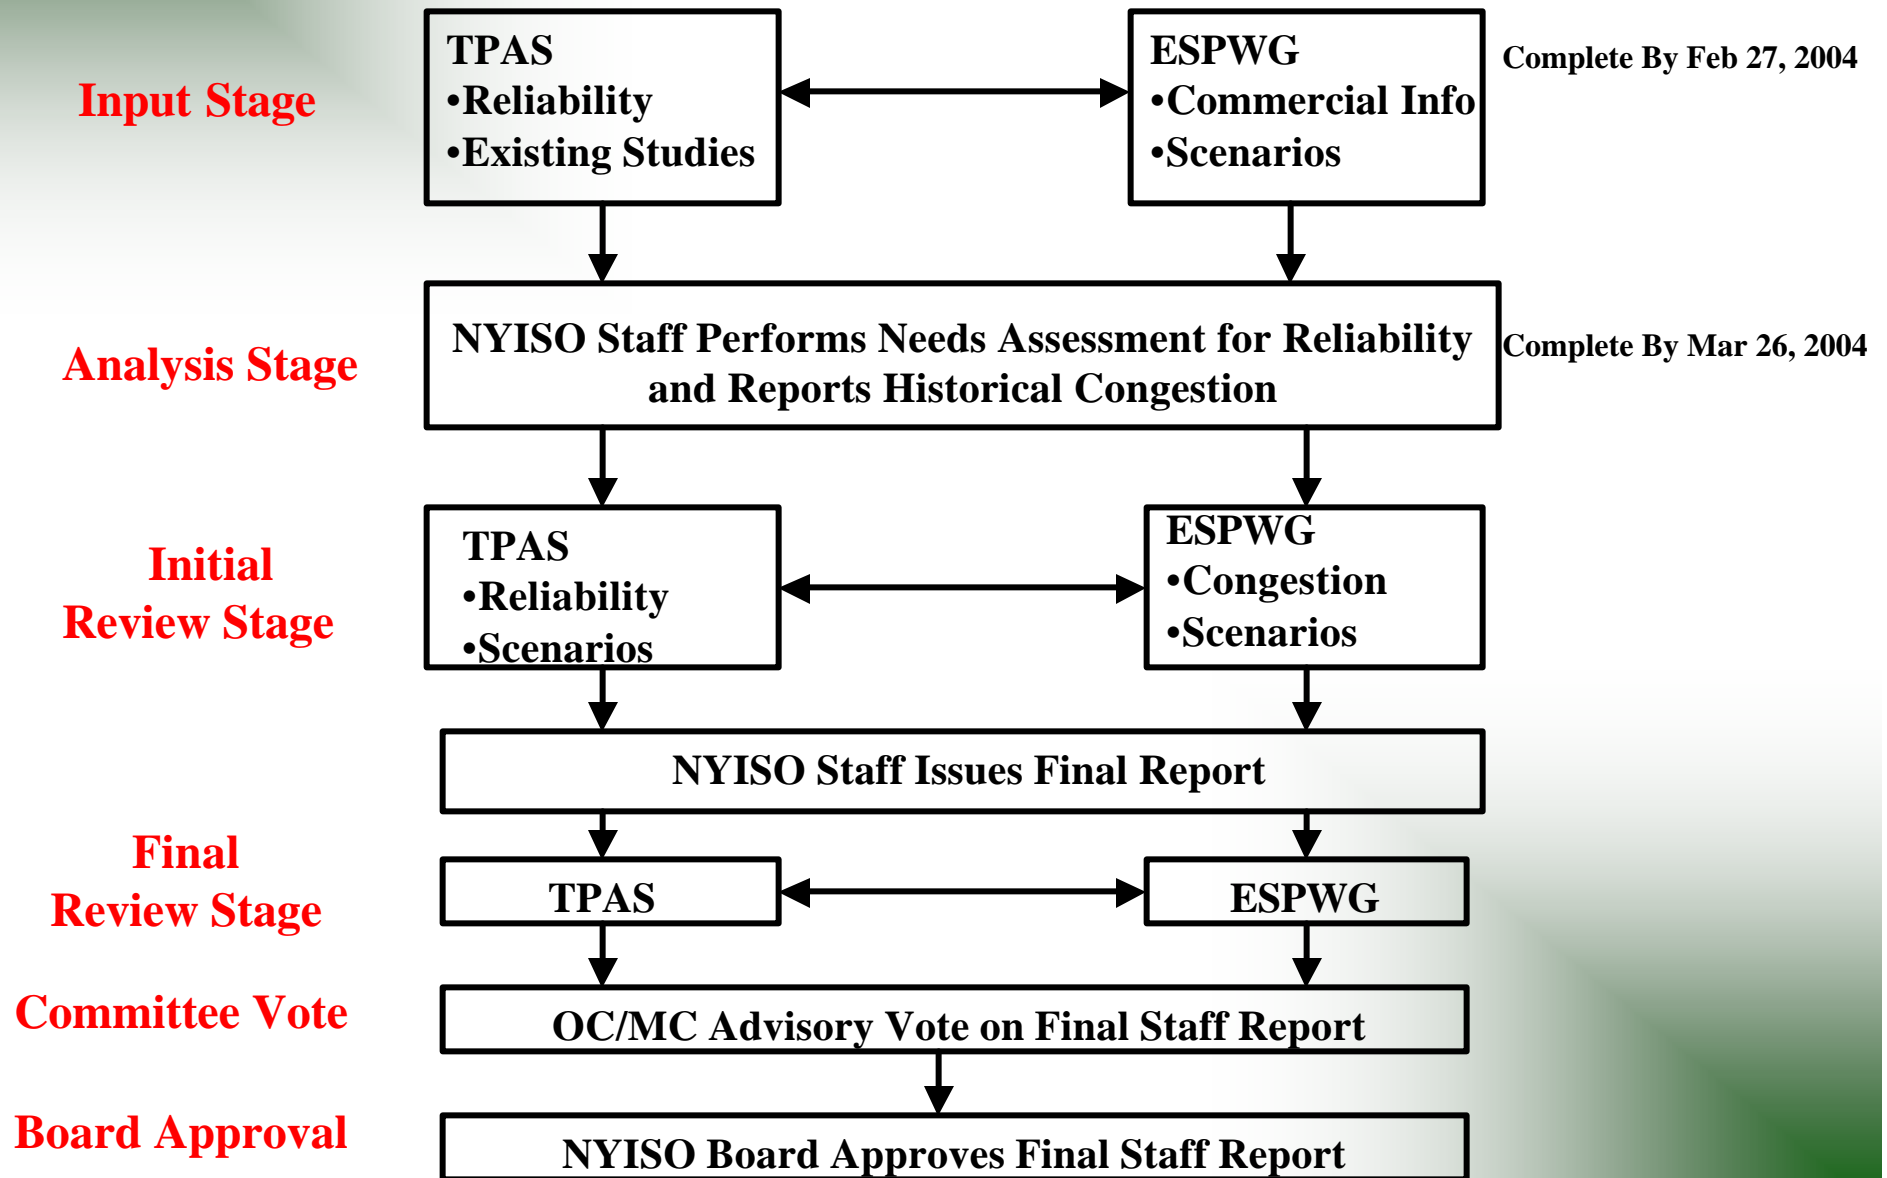 Input Stage
TPAS
•Reliability
•Existing Studies
ESPWG
•Commercial Info
•Scenarios
Complete By Feb 27, 2004
Analysis Stage
NYISO Staff Performs Needs Assessment for Reliability
and Reports Historical Congestion
Complete By Mar 26, 2004
Initial
Review Stage
TPAS
•Reliability
•Scenarios
ESPWG
•Congestion
•Scenarios
NYISO Staff Issues Final Report
Final
Review Stage
TPAS
ESPWG
Committee Vote
OC/MC Advisory Vote on Final Staff Report
Board Approval
NYISO Board Approves Final Staff Report